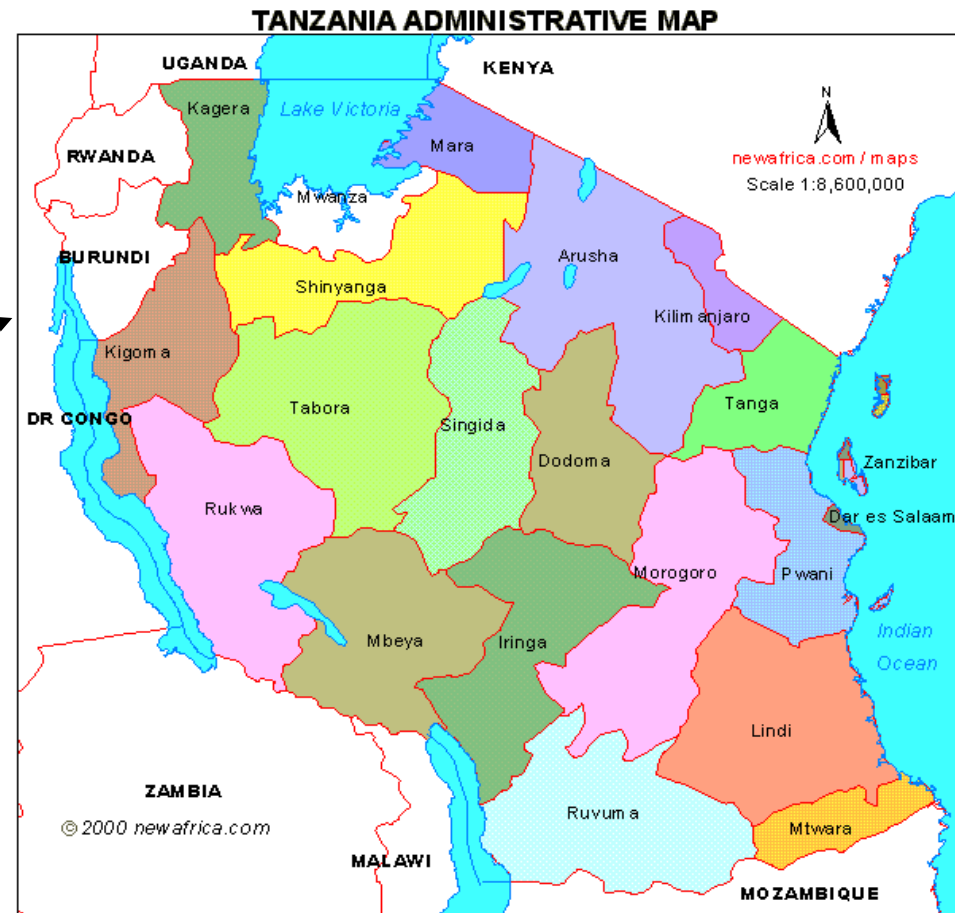 TANZANIA ADMINISTRATIVE MAP
UGANDA
KENYA
Kagera
Lake Victoria
N
Mara
RWANDA
newafrica.com / maps
Scale 1:8,600,000
Mwanza
BURUNDI
Arusha
Shinyanga
Kilimanjaro
Kigoma
Tabora
Tanga
DR CONGO
Singida
Dodoma
Zanzibar
Rukwa
Dar es Salaam
Morogoro
Pwani
Mbeya
Iringa
Indian
Ocean
Lindi
ZAMBIA
Ruvuma
© 2000 newafrica.com
Mtwara
MALAWI
MOZAMBIQUE